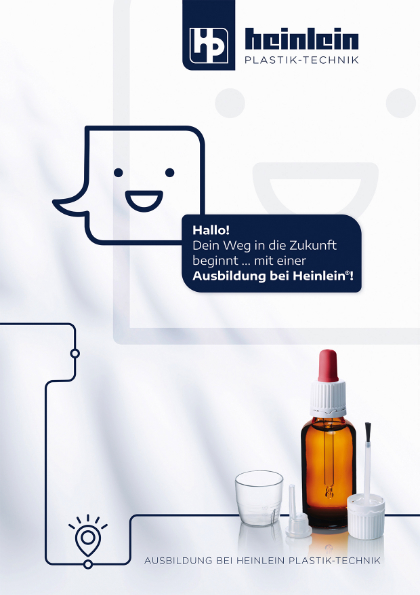 HP heinlein
PLASTIK-TECHNIK
Hallo!
Dein Weg in die Zukunft
beginnt ... mit einer
Ausbildung bei Heinlein®!
AUSBILDUNG BEI HEINLEIN PLASTIK-TECHNIK